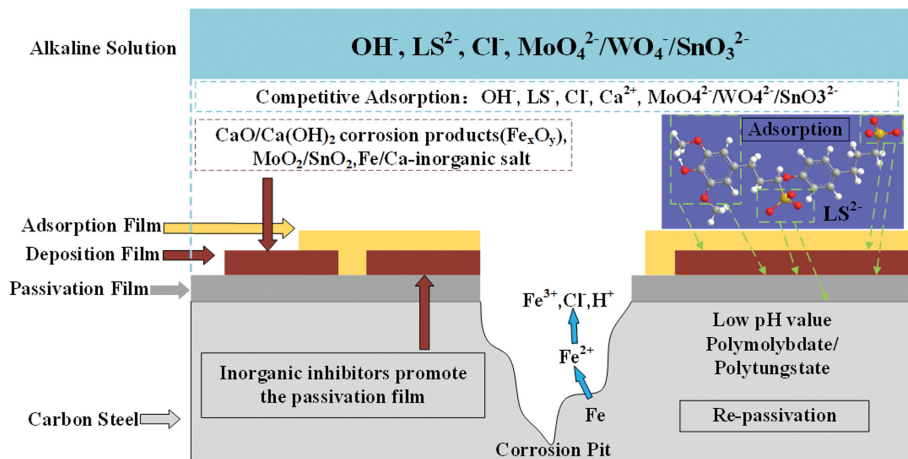 Alkaline Solution
OH⁻, LS²⁻, Cl⁻, MoO₄²⁻/WO₄⁻/SnO₃²⁻
Competitive Adsorption: OH⁻, LS⁻, Cl⁻, Ca²⁺, MoO4²⁻/WO4²⁻/SnO3²⁻
CaO/Ca(OH)₂ corrosion products(FeₓOᵧ),
MoO₂/SnO₂,Fe/Ca-inorganic salt
Adsorption
LS²⁻
Adsorption Film
Deposition Film
Passivation Film
Fe³⁺,Cl⁻,H⁺
Fe²⁺
Fe
Low pH value
Polymolybdate/
Polytungstate
Inorganic inhibitors promote
the passivation film
Carbon Steel
Re-passivation
Corrosion Pit